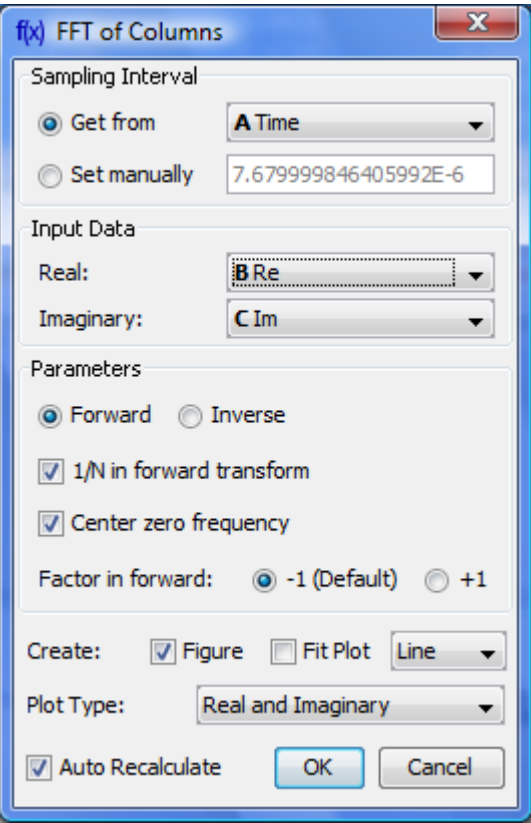 f(x) FFT of Columns
Sampling Interval
Get from A Time
Set manually 7.679999846405992E-6
Input Data
Real: B Re
Imaginary: C Im
Parameters
Forward Inverse
1/N in forward transform
Center zero frequency
Factor in forward: -1 (Default) +1
Create: Figure Fit Plot Line
Plot Type: Real and Imaginary
Auto Recalculate OK Cancel